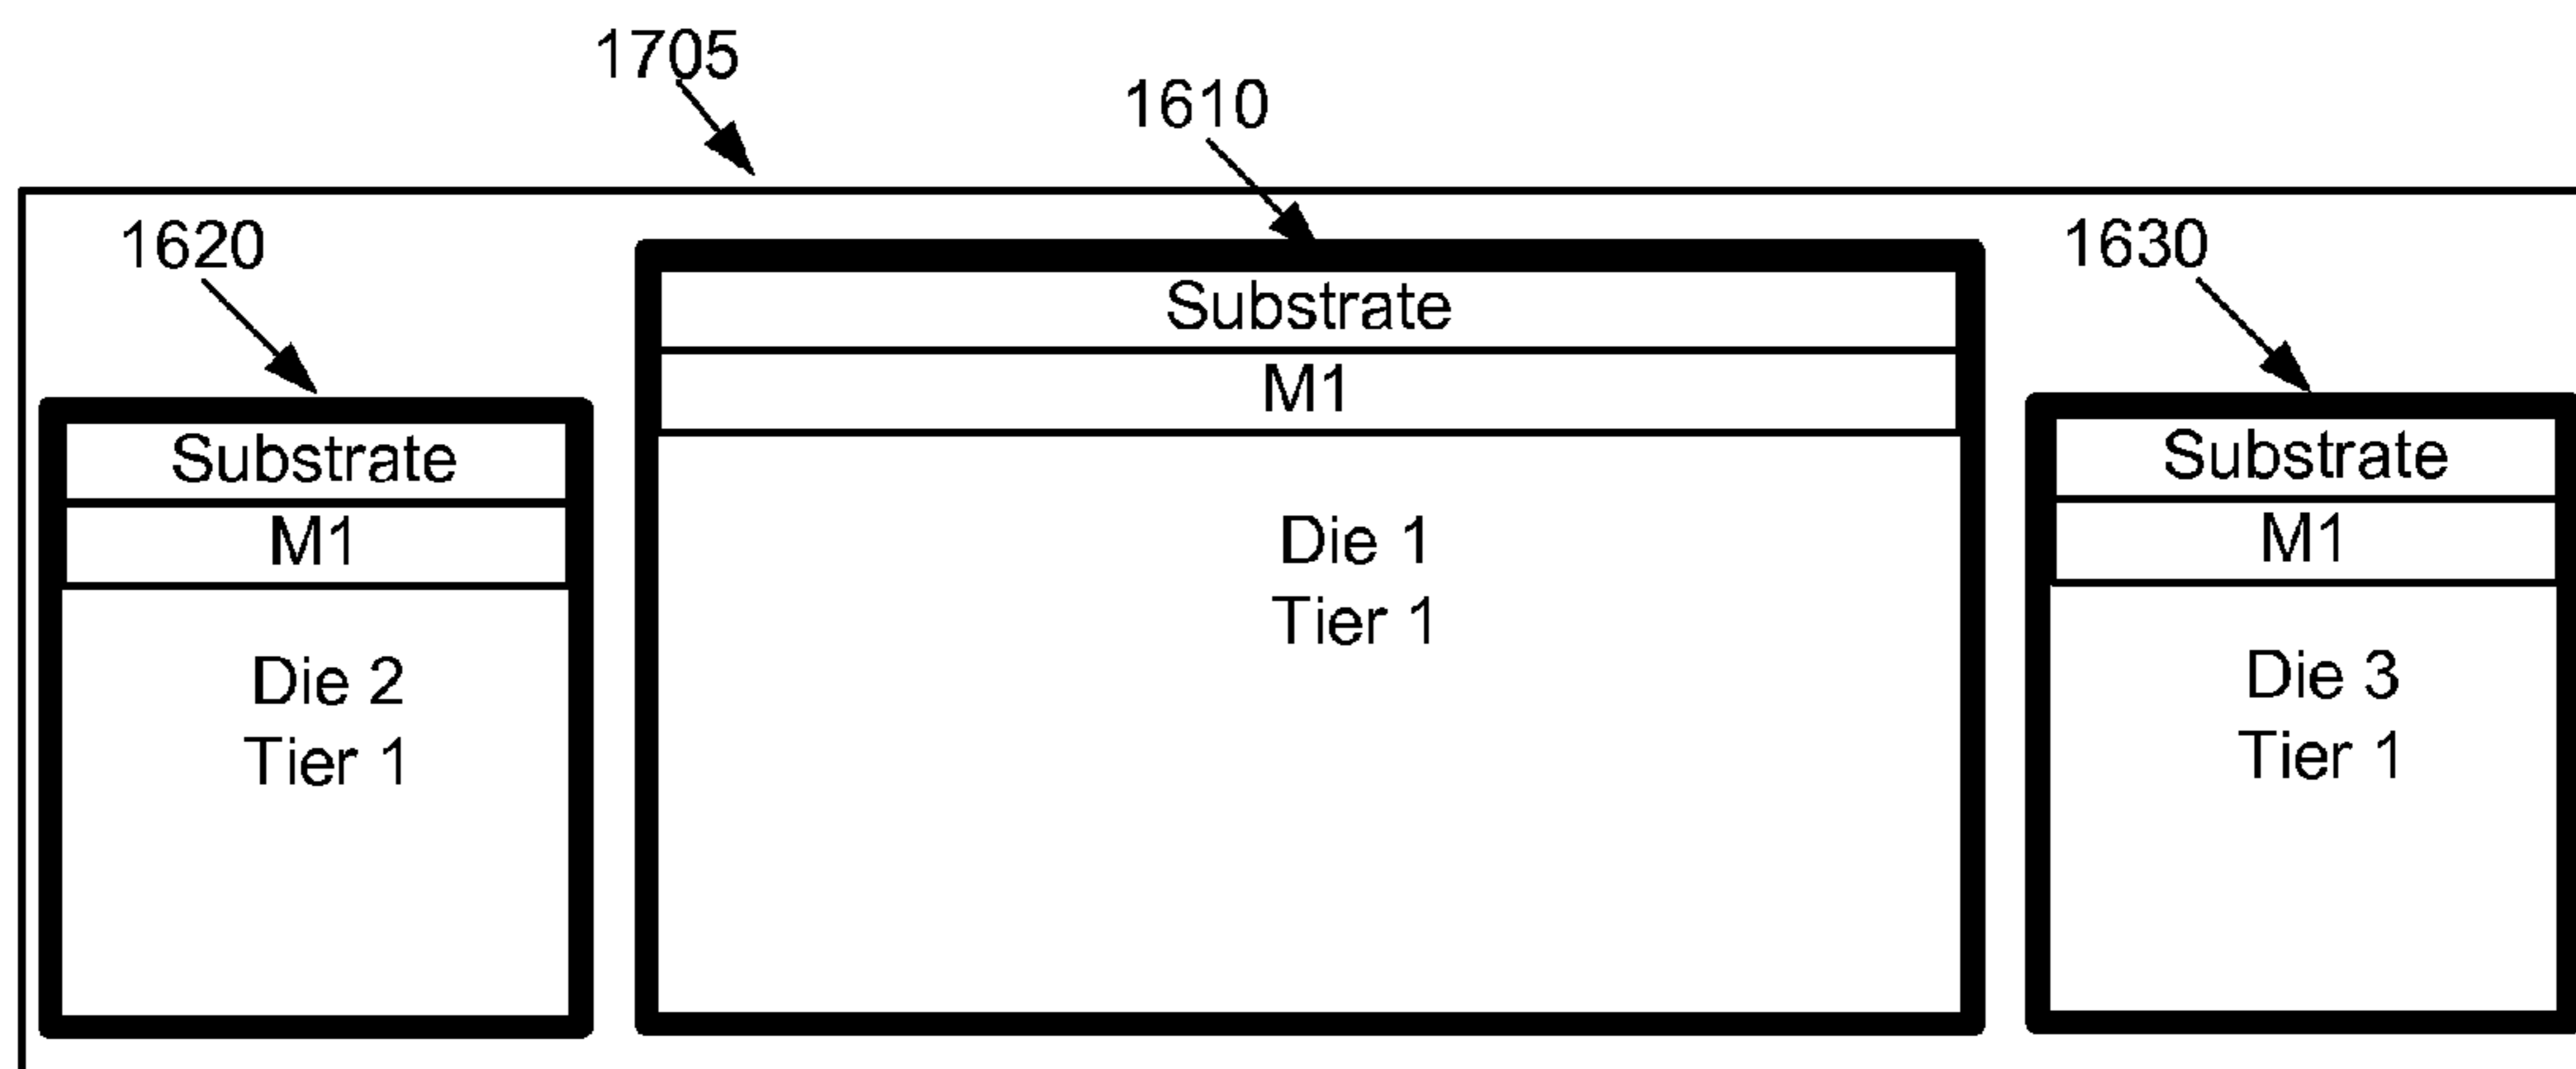 1705
1610
1620
1630
Substrate
M1
Die 1
Tier 1
Substrate
M1
Die 2
Tier 1
Substrate
M1
Die 3
Tier 1